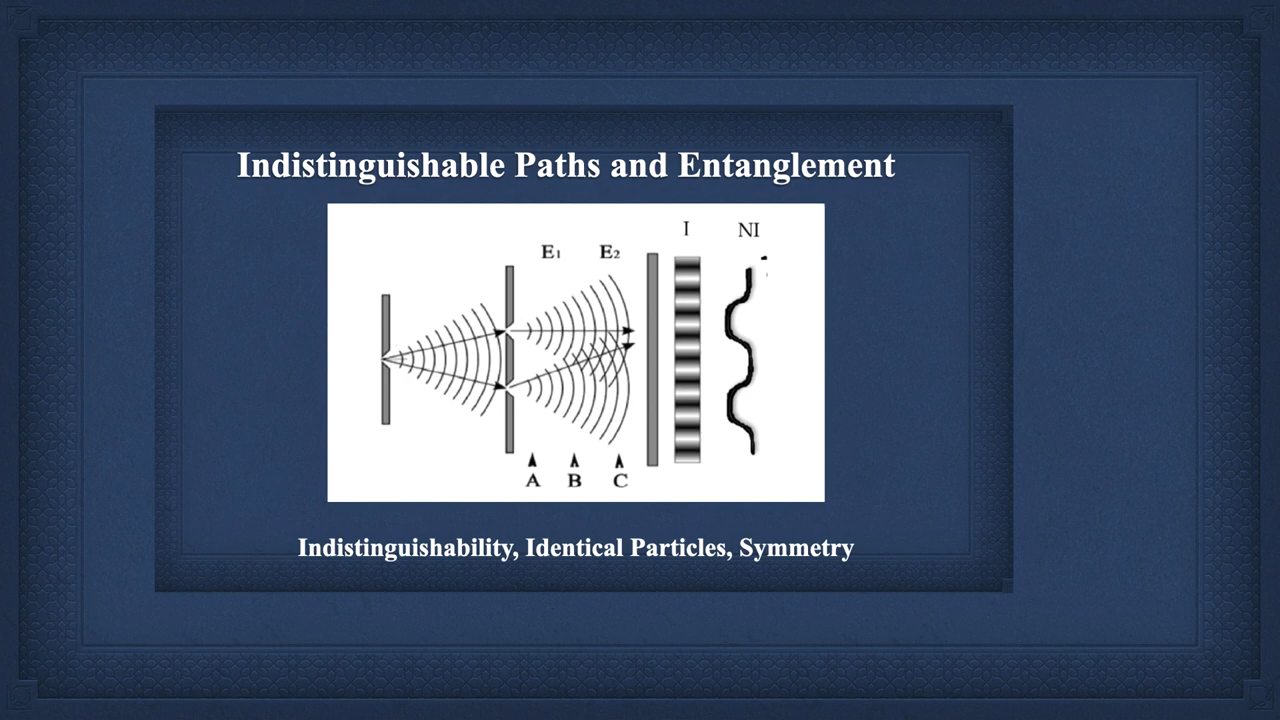 Indistinguishable Paths and Entanglement
I NI
E₁ E₂
A B C
Indistinguishability, Identical Particles, Symmetry